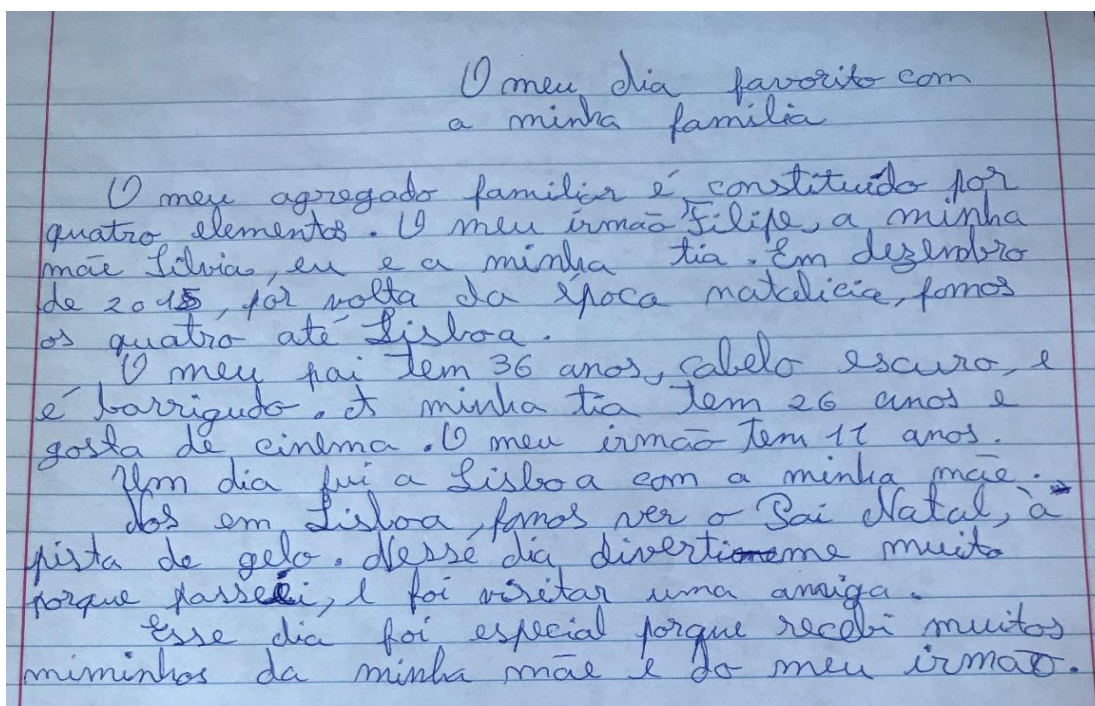 O meu dia favorito com
a minha família
O meu agregado familiar é constituído por
quatro elementos. O meu irmão Filipe, a minha
mãe Sílvia, eu e a minha tia. Em dezembro
de 2015, por volta da época natalícia, fomos
os quatro até Lisboa.
O meu pai tem 36 anos, cabelo escuro, e
é barrigudo. A minha tia tem 26 anos e
gosta de cinema. O meu irmão tem 11 anos.
Um dia fui a Lisboa com a minha mãe.
Nos em Lisboa, fomos ver o Pai Natal, à
pista de gelo. Nesse dia diverti-me muito
porque passei, e foi visitar uma amiga.
Esse dia foi especial porque recebi muitos
miminhos da minha mãe e do meu irmão.